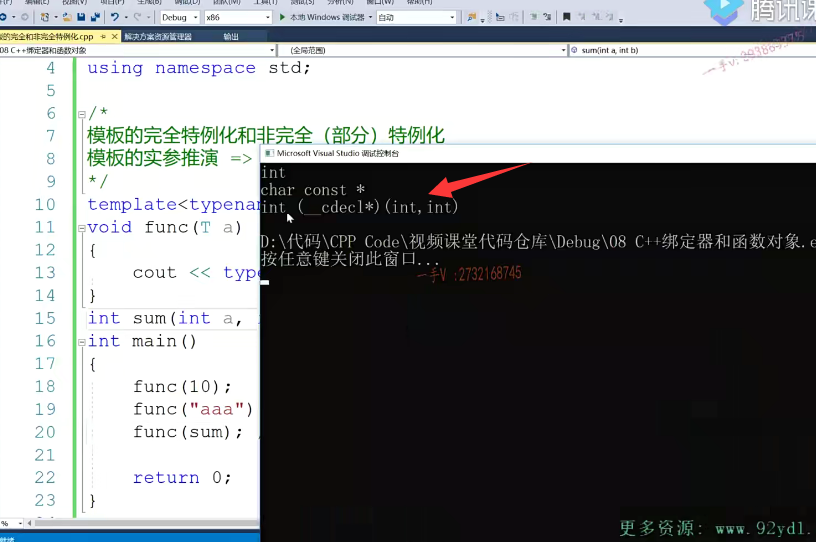 Debug
x86
本地 Windows 调试器
自动
腾讯课
的完全和非完全特例化.cpp
解决方案资源管理器
输出
08 C++绑定器和函数对象
(全局范围)
sum(int a, int b)
4 using namespace std;
5
6 /*
7 模板的完全特例化和非完全（部分）特例化
8 模板的实参推演 =>
9 */
10 template<typenam
11 void func(T a)
12 {
13 cout << type
14 }
15 int sum(int a,
16 int main()
17 {
18 func(10);
19 func("aaa")
20 func(sum);
21
22 return 0;
23 }
Microsoft Visual Studio 调试控制台
int
char const *
int (__cdecl*)(int,int)
D:\代码\CPP Code\视频课堂代码仓库\Debug\08 C++绑定器和函数对象.e
按任意键关闭此窗口...
一手V :2732168745
更多资源: www.92yd1.